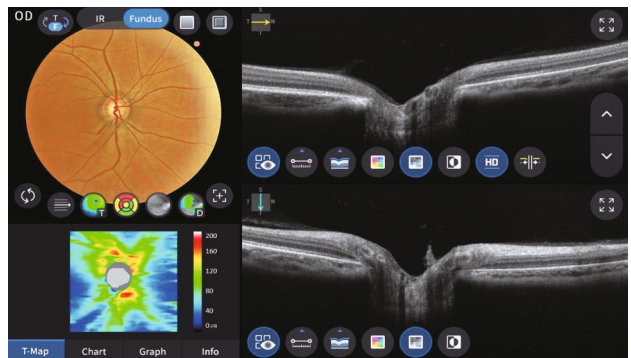 OD
T
F
IR
Fundus
S
T N
I
HD
T
D
S
T N
I
200
160
120
80
40
0 μm
T-Map
Chart
Graph
Info